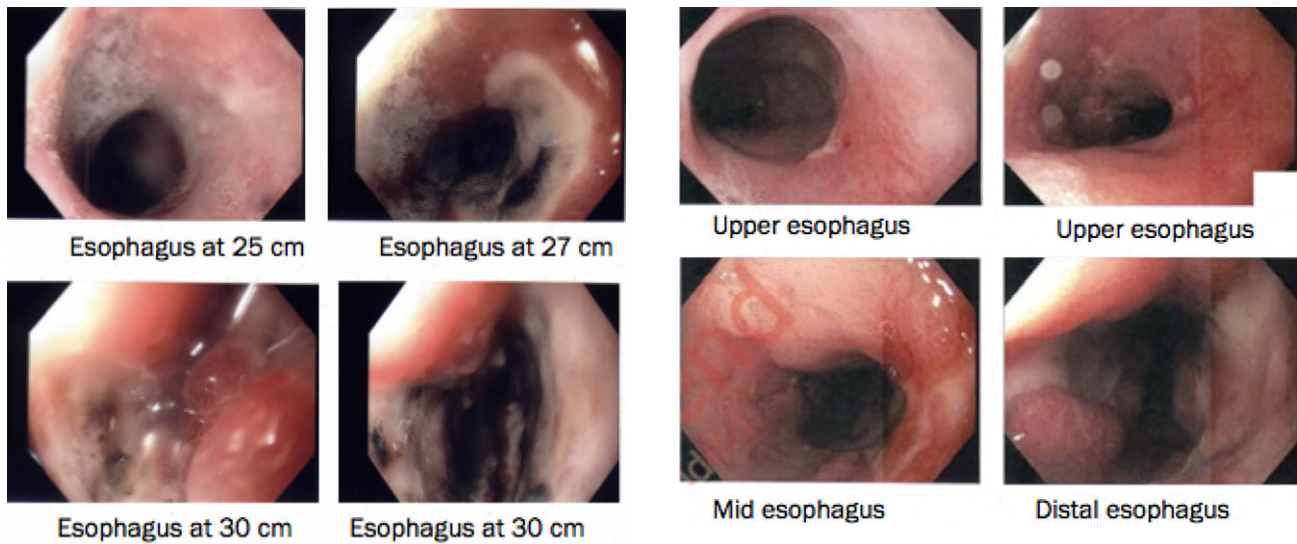 Esophagus at 25 cm
Esophagus at 27 cm
Upper esophagus
Upper esophagus
Esophagus at 30 cm
Esophagus at 30 cm
Mid esophagus
Distal esophagus